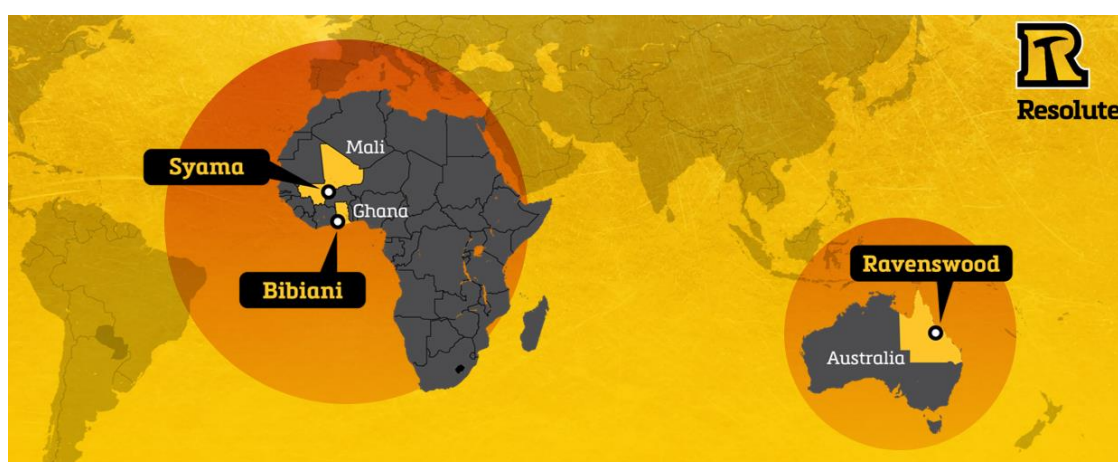 Resolute
Mali
Syama
Ghana
Bibiani
Ravenswood
Australia